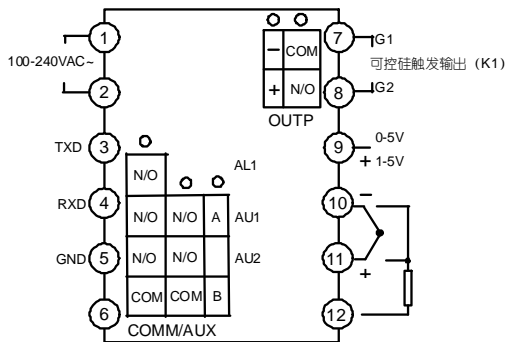 1
7
G1
− COM
100-240VAC~
可控硅触发输出（K1）
2
+ N/O
8
G2
OUTP
TXD 3
9
0-5V
+ 1-5V
AL1
N/O
RXD 4
N/O N/O A
AU1
10
−
GND 5
N/O N/O
AU2
11
+
6
COM COM B
12
COMM/AUX